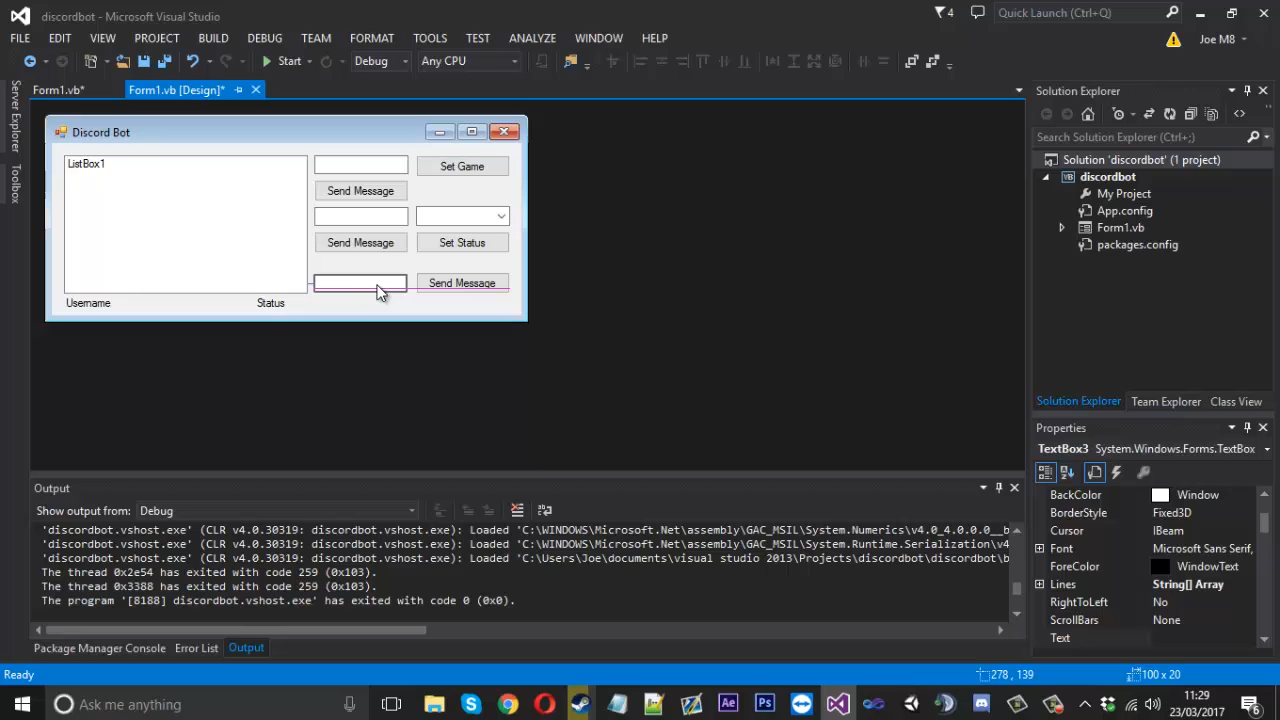 discordbot - Microsoft Visual Studio
4
Quick Launch (Ctrl+Q)
FILE EDIT VIEW PROJECT BUILD DEBUG TEAM FORMAT TOOLS TEST ANALYZE WINDOW HELP
Joe M8
Start Debug Any CPU
Server Explorer
Toolbox
Form1.vb* Form1.vb [Design]*
Discord Bot
ListBox1
Set Game
Send Message
Send Message Set Status
Send Message
Username Status
Solution Explorer
Search Solution Explorer (Ctrl+;)
Solution 'discordbot' (1 project)
discordbot
My Project
App.config
Form1.vb
packages.config
Solution Explorer Team Explorer Class View
Properties
TextBox3 System.Windows.Forms.TextBox
BackColor Window
BorderStyle Fixed3D
Cursor IBeam
Font Microsoft Sans Serif,
ForeColor WindowText
Lines String[] Array
RightToLeft No
ScrollBars None
Text
Output
Show output from: Debug
'discordbot.vshost.exe' (CLR v4.0.30319: discordbot.vshost.exe): Loaded 'C:\WINDOWS\Microsoft.Net\assembly\GAC_MSIL\System.Numerics\v4.0_4.0.0.0__b
'discordbot.vshost.exe' (CLR v4.0.30319: discordbot.vshost.exe): Loaded 'C:\WINDOWS\Microsoft.Net\assembly\GAC_MSIL\System.Runtime.Serialization\v4
'discordbot.vshost.exe' (CLR v4.0.30319: discordbot.vshost.exe): Loaded 'C:\Users\Joe\documents\visual studio 2013\Projects\discordbot\discordbot\b
The thread 0x2e54 has exited with code 259 (0x103).
The thread 0x3388 has exited with code 259 (0x103).
The program '[8188] discordbot.vshost.exe' has exited with code 0 (0x0).
Package Manager Console Error List Output
Ready 278 , 139 100 x 20
Ask me anything
Ae Ps
11:29
23/03/2017
6